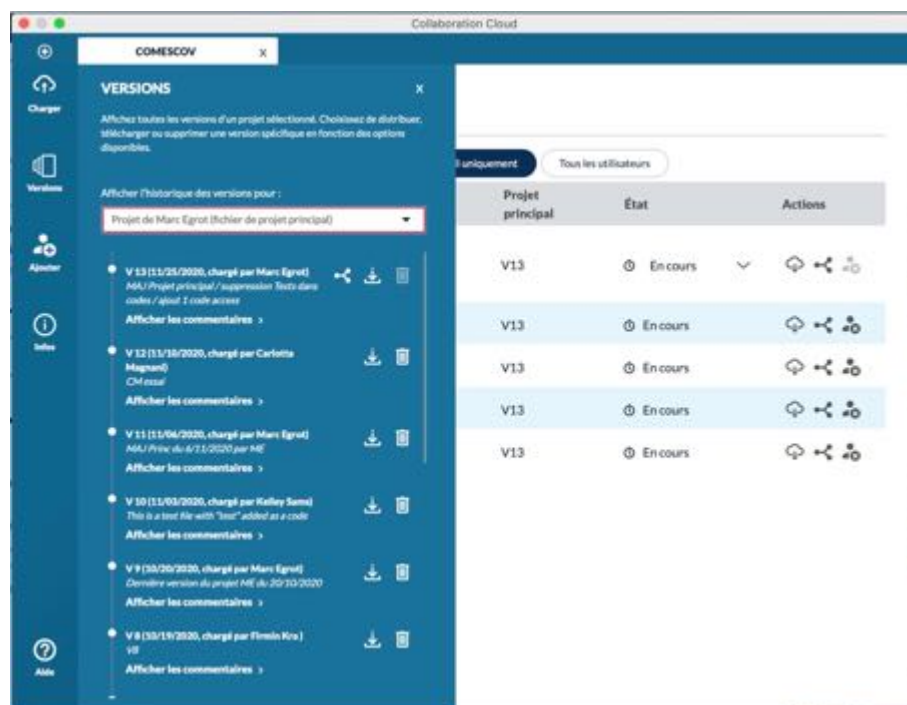 Collaboration Cloud
COMESCOV x
Charger
Versions
Ajouter
Infos
Aide
VERSIONS x
Affichez toutes les versions d'un projet sélectionné. Choisissez de distribuer,
télécharger ou supprimer une version spécifique en fonction des options
disponibles.
Afficher l'historique des versions pour :
Projet de Marc Egrot (fichier de projet principal)
V 13 (11/25/2020, chargé par Marc Egrot)
MAJ Projet principal / suppression Tests dans
codes / ajout 1 code access
Afficher les commentaires >
V 12 (11/10/2020, chargé par Carlotta
Magnani)
CM essai
Afficher les commentaires >
V 11 (11/06/2020, chargé par Marc Egrot)
MAJ Princ du 6/11/2020 par ME
Afficher les commentaires >
V 10 (11/03/2020, chargé par Kelley Sams)
This is a test file with "test" added as a code
Afficher les commentaires >
V 9 (10/20/2020, chargé par Marc Egrot)
Dernière version du projet ME du 20/10/2020
Afficher les commentaires >
V 8 (10/19/2020, chargé par Firmin Kra )
V8
Afficher les commentaires >
l uniquement Tous les utilisateurs
Projet
principal État Actions
V13 En cours
V13 En cours
V13 En cours
V13 En cours
V13 En cours